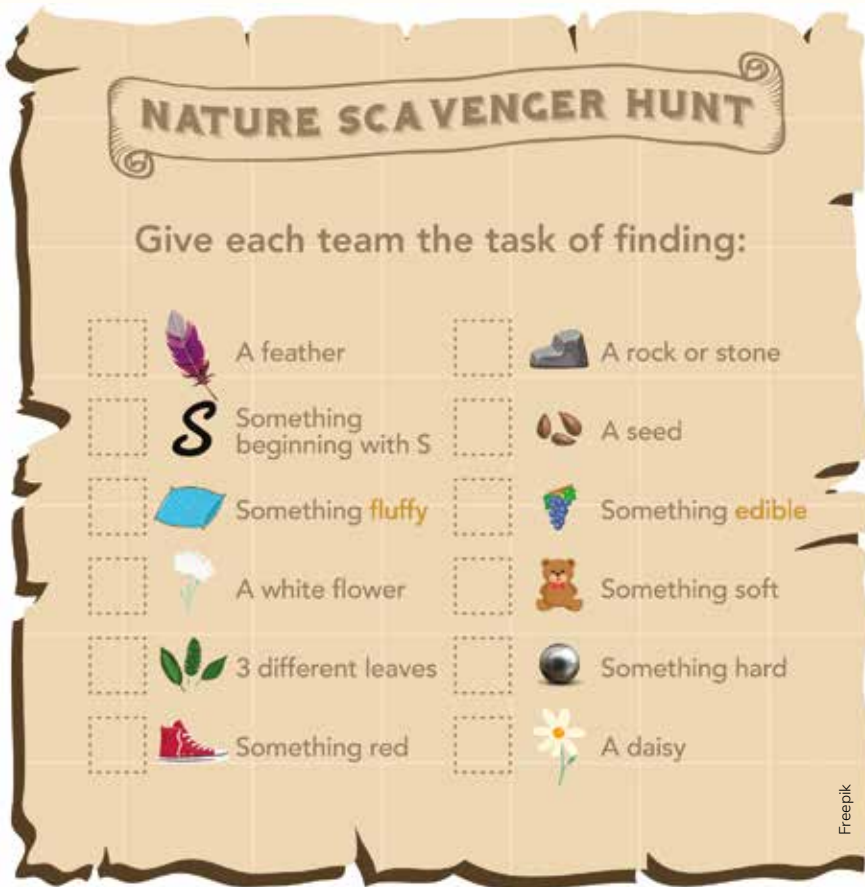 NATURE SCAVENGER HUNT
Give each team the task of finding:
A feather
S
Something
beginning with S
Something fluffy
A white flower
3 different leaves
Something red
A rock or stone
A seed
Something edible
Something soft
Something hard
A daisy
Freepik